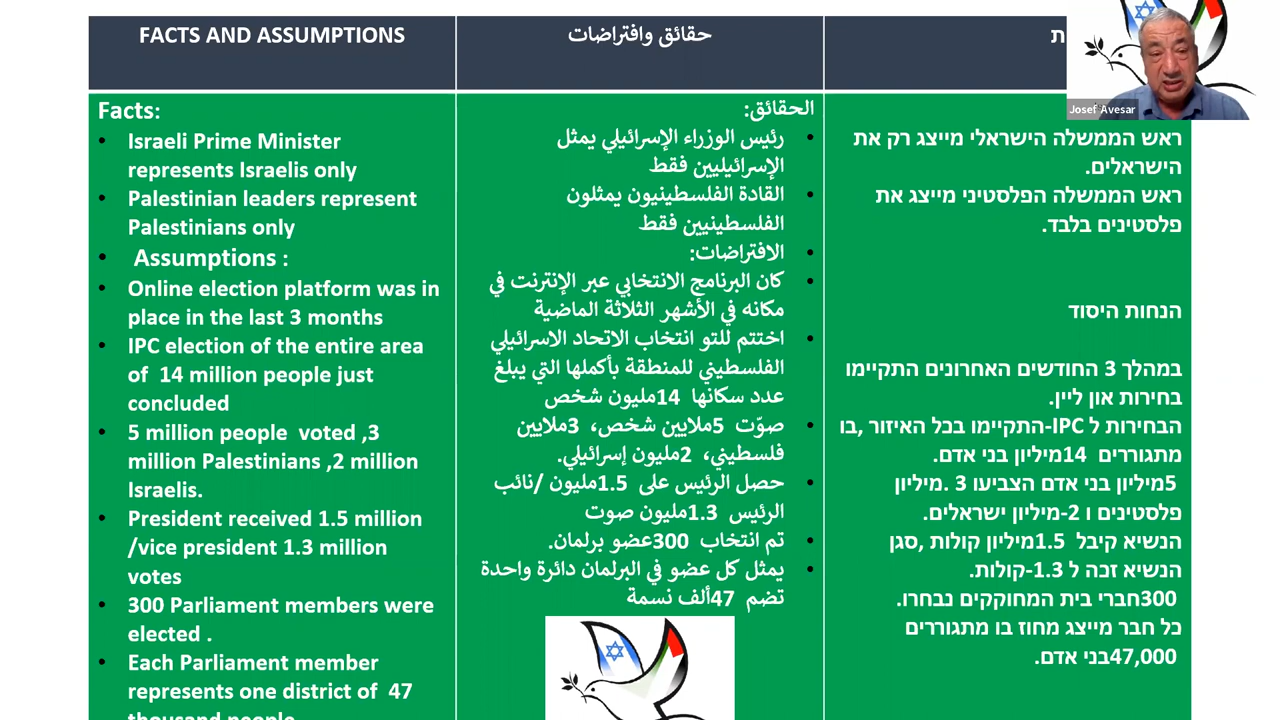 FACTS AND ASSUMPTIONS
Facts:
• Israeli Prime Minister
represents Israelis only
• Palestinian leaders represent
Palestinians only
• Assumptions :
• Online election platform was in
place in the last 3 months
• IPC election of the entire area
of 14 million people just
concluded
• 5 million people voted ,3
million Palestinians ,2 million
Israelis.
• President received 1.5 million
/vice president 1.3 million
votes
• 300 Parliament members were
elected .
• Each Parliament member
represents one district of 47
thousand people
حقائق وافتراضات
الحقائق:
• رئيس الوزراء الإسرائيلي يمثل
الإسرائيليين فقط
• القادة الفلسطينيون يمثلون
الفلسطينيين فقط
• الافتراضات:
• كان البرنامج الانتخابي عبر الإنترنت في
مكانه في الأشهر الثلاثة الماضية
• اختتم للتو انتخاب الاتحاد الاسرائيلي
الفلسطيني للمنطقة بأكملها التي يبلغ
عدد سكانها 14مليون شخص
• صوّت 5ملايين شخص، 3ملايين
فلسطيني، 2مليون إسرائيلي.
• حصل الرئيس على 1.5مليون /نائب
الرئيس 1.3مليون صوت
• تم انتخاب 300عضو برلمان.
• يمثل كل عضو في البرلمان دائرة واحدة
تضم 47ألف نسمة
ראש הממשלה הישראלי מייצג רק את
הישראלים.
ראש הממשלה הפלסטיני מייצג את
פלסטינים בלבד.
הנחות היסוד
במהלך 3 החודשים האחרונים התקיימו
בחירות און ליין.
הבחירות ל IPC-התקיימו בכל האיזור ,בו
מתגוררים 14מיליון בני אדם.
5מיליון בני אדם הצביעו 3 .מיליון
פלסטינים ו 2-מיליון ישראלים.
הנשיא קיבל 1.5מיליון קולות ,סגן
הנשיא זכה ל 1.3-קולות.
300חברי בית המחוקקים נבחרו.
כל חבר מייצג מחוז בו מתגוררים
47,000בני אדם.
Josef Avesar